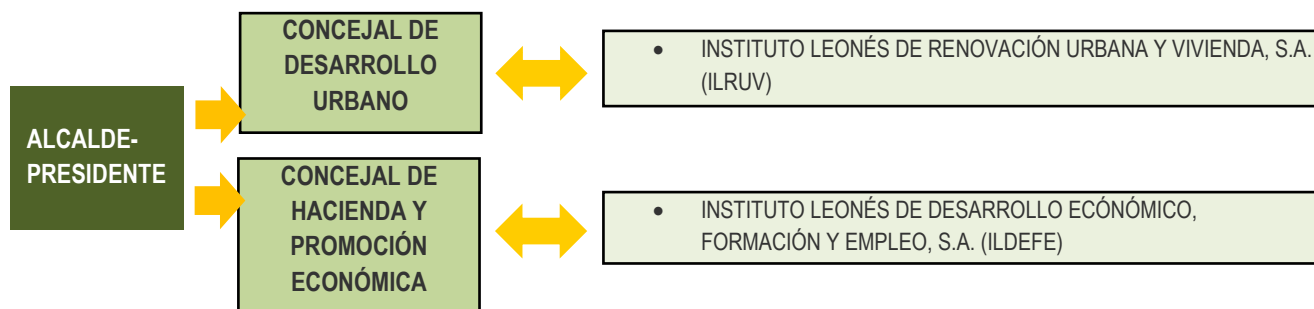 ALCALDE-
PRESIDENTE
CONCEJAL DE
DESARROLLO
URBANO
• INSTITUTO LEONÉS DE RENOVACIÓN URBANA Y VIVIENDA, S.A.
(ILRUV)
CONCEJAL DE
HACIENDA Y
PROMOCIÓN
ECONÓMICA
• INSTITUTO LEONÉS DE DESARROLLO ECÓNÓMICO,
FORMACIÓN Y EMPLEO, S.A. (ILDEFE)